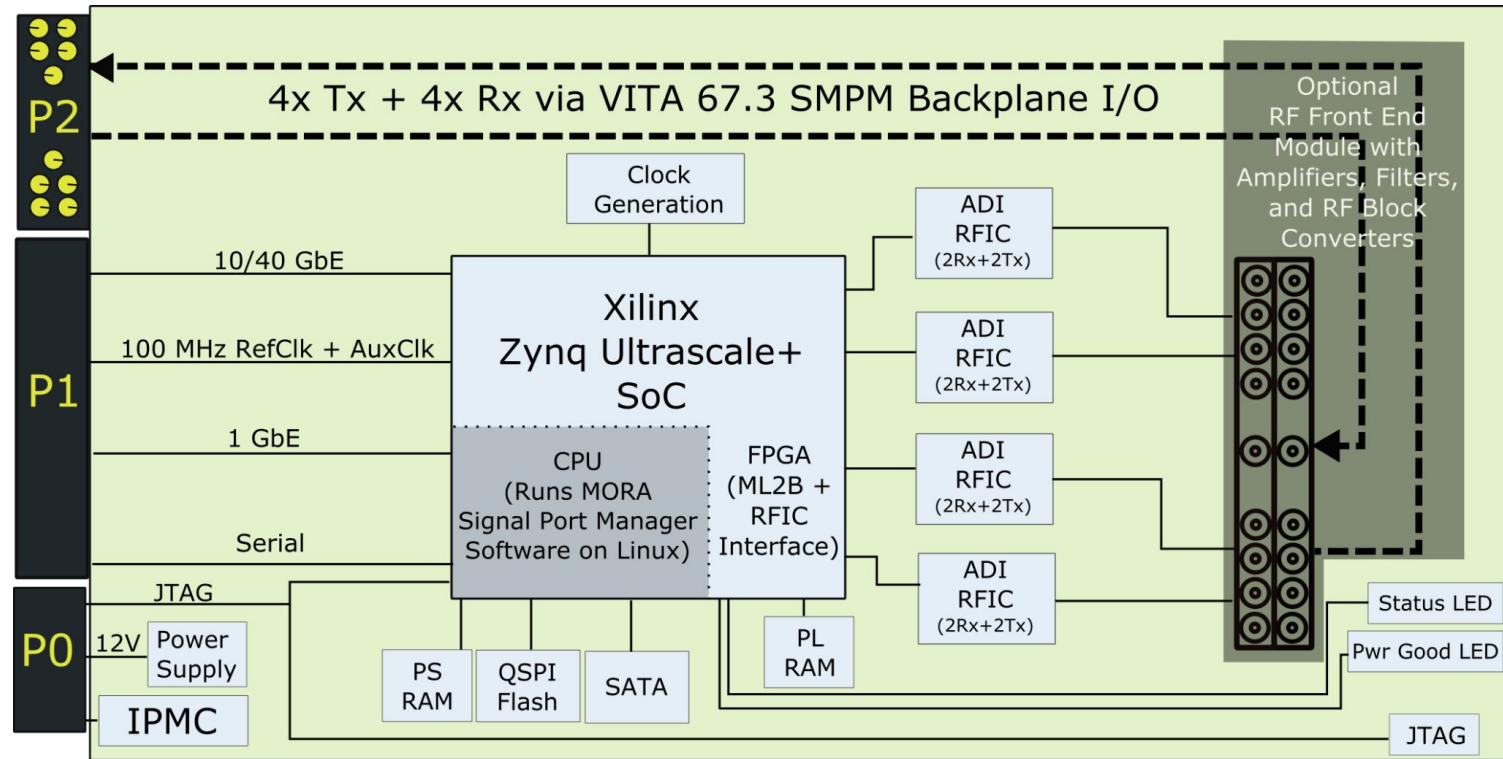 P2
4x Tx + 4x Rx via VITA 67.3 SMPM Backplane I/O
Optional
RF Front End
Module with
Amplifiers, Filters,
and RF Block
Converters
Clock
Generation
ADI
RFIC
(2Rx+2Tx)
P1
10/40 GbE
100 MHz RefClk + AuxClk
1 GbE
Serial
Xilinx
Zynq Ultrascale+
SoC
CPU
(Runs MORA
Signal Port Manager
Software on Linux)
FPGA
(ML2B +
RFIC
Interface)
ADI
RFIC
(2Rx+2Tx)
ADI
RFIC
(2Rx+2Tx)
ADI
RFIC
(2Rx+2Tx)
P0
JTAG
12V
Power
Supply
IPMC
PS
RAM
QSPI
Flash
SATA
PL
RAM
Status LED
Pwr Good LED
JTAG